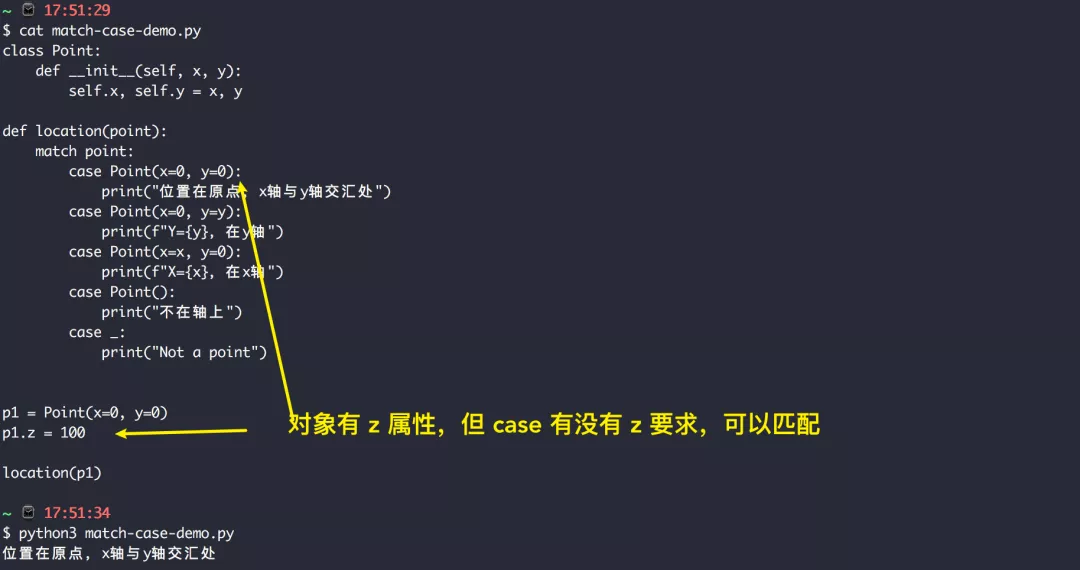 ~ 17:51:29
$ cat match-case-demo.py
class Point:
    def __init__(self, x, y):
        self.x, self.y = x, y

def location(point):
    match point:
        case Point(x=0, y=0):
            print("位置在原点，x轴与y轴交汇处")
        case Point(x=0, y=y):
            print(f"Y={y}，在y轴")
        case Point(x=x, y=0):
            print(f"X={x}，在x轴")
        case Point():
            print("不在轴上")
        case _:
            print("Not a point")

p1 = Point(x=0, y=0)
p1.z = 100
对象有 z 属性，但 case 有没有 z 要求，可以匹配

location(p1)

~ 17:51:34
$ python3 match-case-demo.py
位置在原点，x轴与y轴交汇处